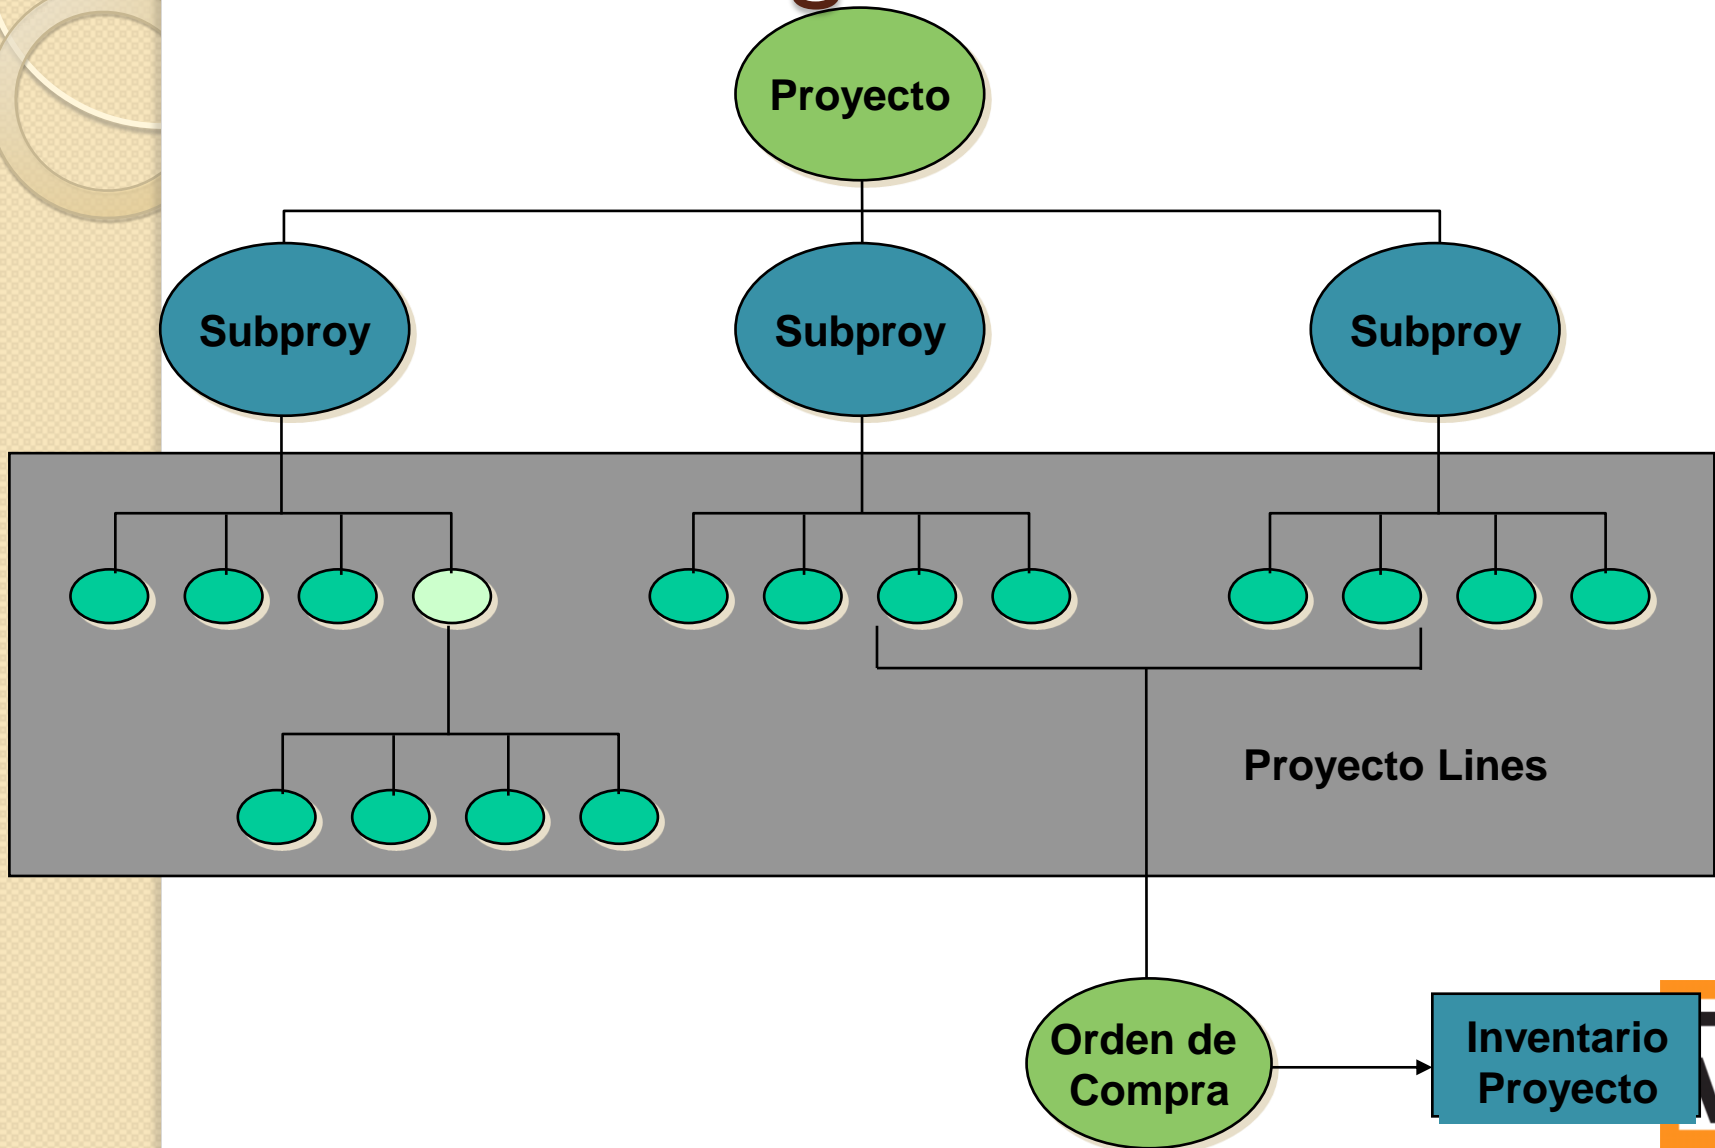 Proyecto
Subproy Subproy Subproy
Proyecto Lines
Orden de
Compra
Inventario
Proyecto